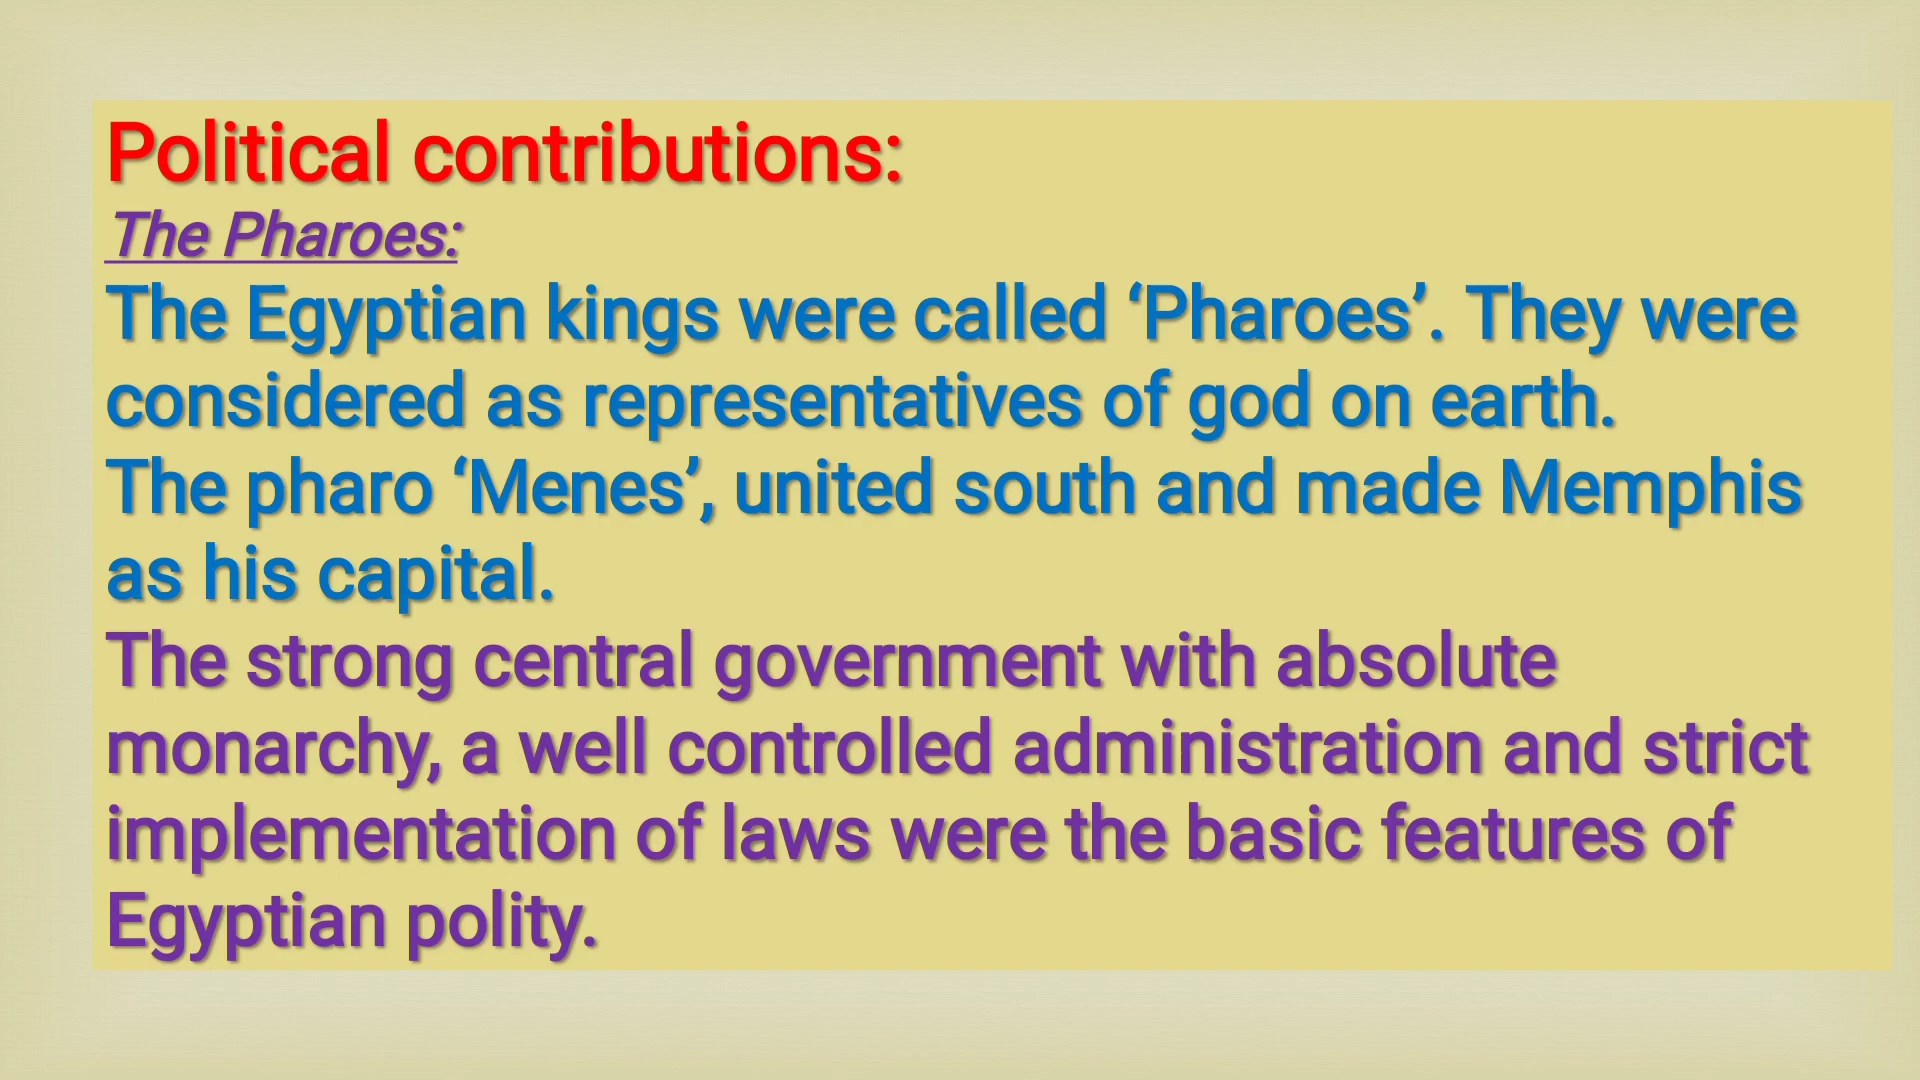 Political contributions:
The Pharoes:
The Egyptian kings were called ‘Pharoes’. They were
considered as representatives of god on earth.
The pharo ‘Menes’, united south and made Memphis
as his capital.
The strong central government with absolute
monarchy, a well controlled administration and strict
implementation of laws were the basic features of
Egyptian polity.